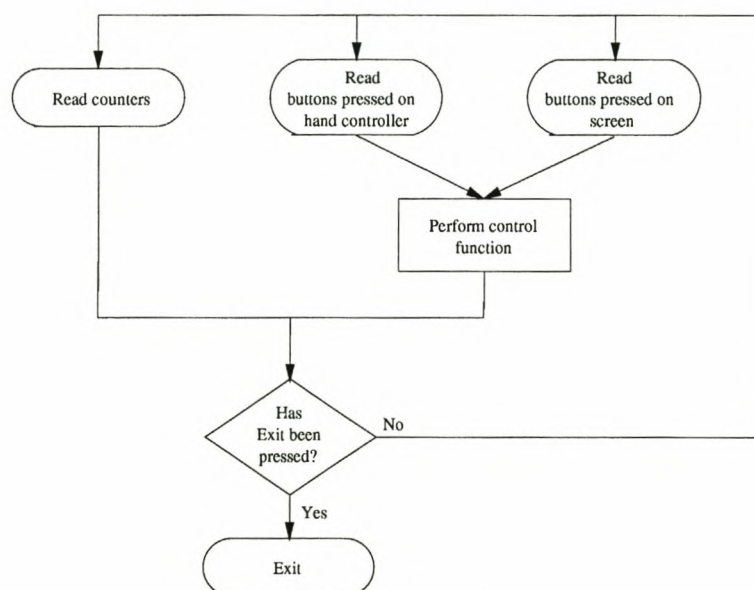 Read counters
Read
buttons pressed on
hand controller
Read
buttons pressed on
screen
Perform control
function
Has
Exit been
pressed?
No
Yes
Exit